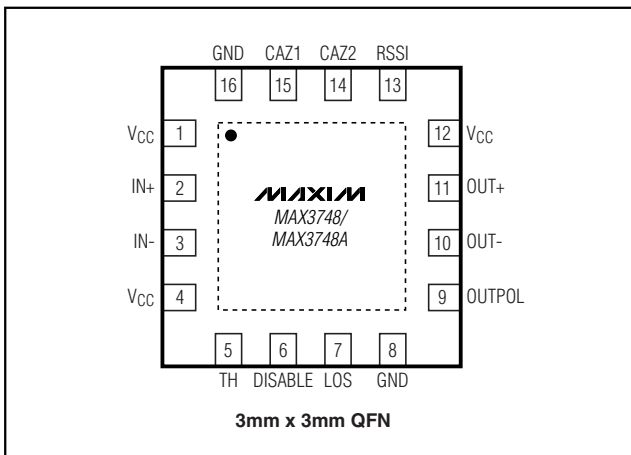 GND CAZ1 CAZ2 RSSI
16 15 14 13
VCC 1 12 VCC
IN+ 2 11 OUT+
MAXIM
MAX3748/
MAX3748A
IN- 3 10 OUT-
VCC 4 9 OUTPOL
5 6 7 8
TH DISABLE LOS GND
3mm x 3mm QFN